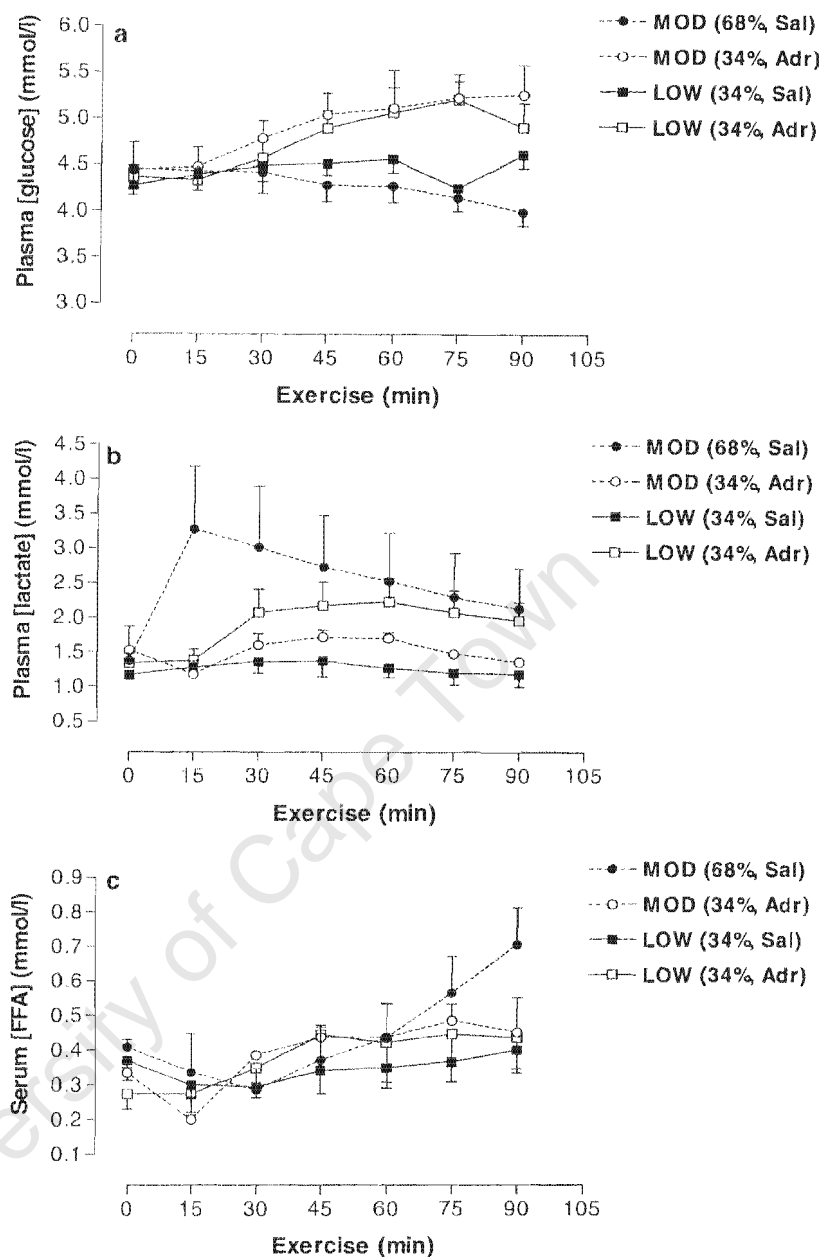 a
Plasma [glucose] (mmol/l)
6.0
5.5
5.0
4.5
4.0
3.5
3.0
0 15 30 45 60 75 90 105
Exercise (min)
MOD (68%, Sal)
MOD (34%, Adr)
LOW (34%, Sal)
LOW (34%, Adr)
b
Plasma [lactate] (mmol/l)
4.5
4.0
3.5
3.0
2.5
2.0
1.5
1.0
0.5
0 15 30 45 60 75 90 105
Exercise (min)
MOD (68%, Sal)
MOD (34%, Adr)
LOW (34%, Sal)
LOW (34%, Adr)
c
Serum [FFA] (mmol/l)
0.9
0.8
0.7
0.6
0.5
0.4
0.3
0.2
0.1
0 15 30 45 60 75 90 105
Exercise (min)
MOD (68%, Sal)
MOD (34%, Adr)
LOW (34%, Sal)
LOW (34%, Adr)
ersity of Cape Town